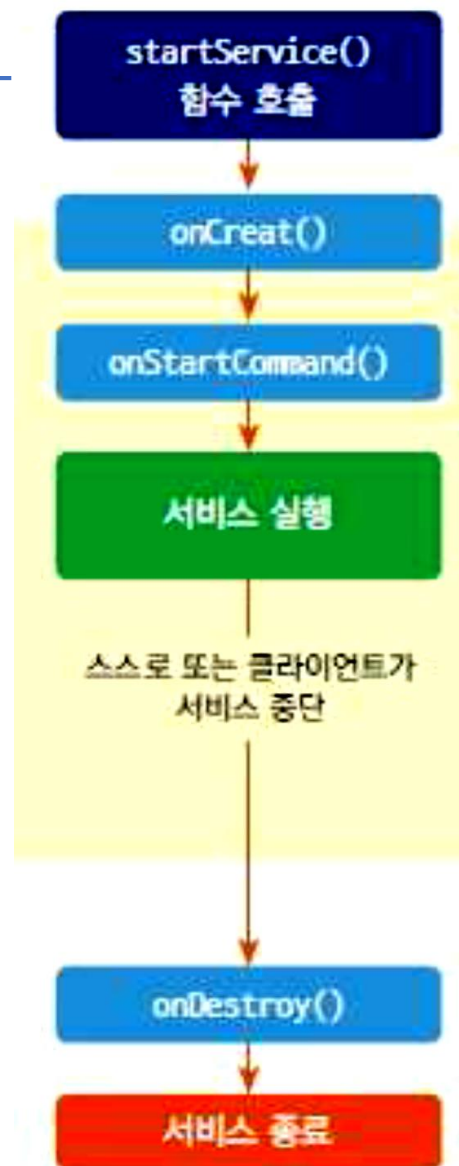 startService()
함수 호출
onCreat()
onStartCommand()
서비스 실행
스스로 또는 클라이언트가
서비스 중단
onDestroy()
서비스 종료